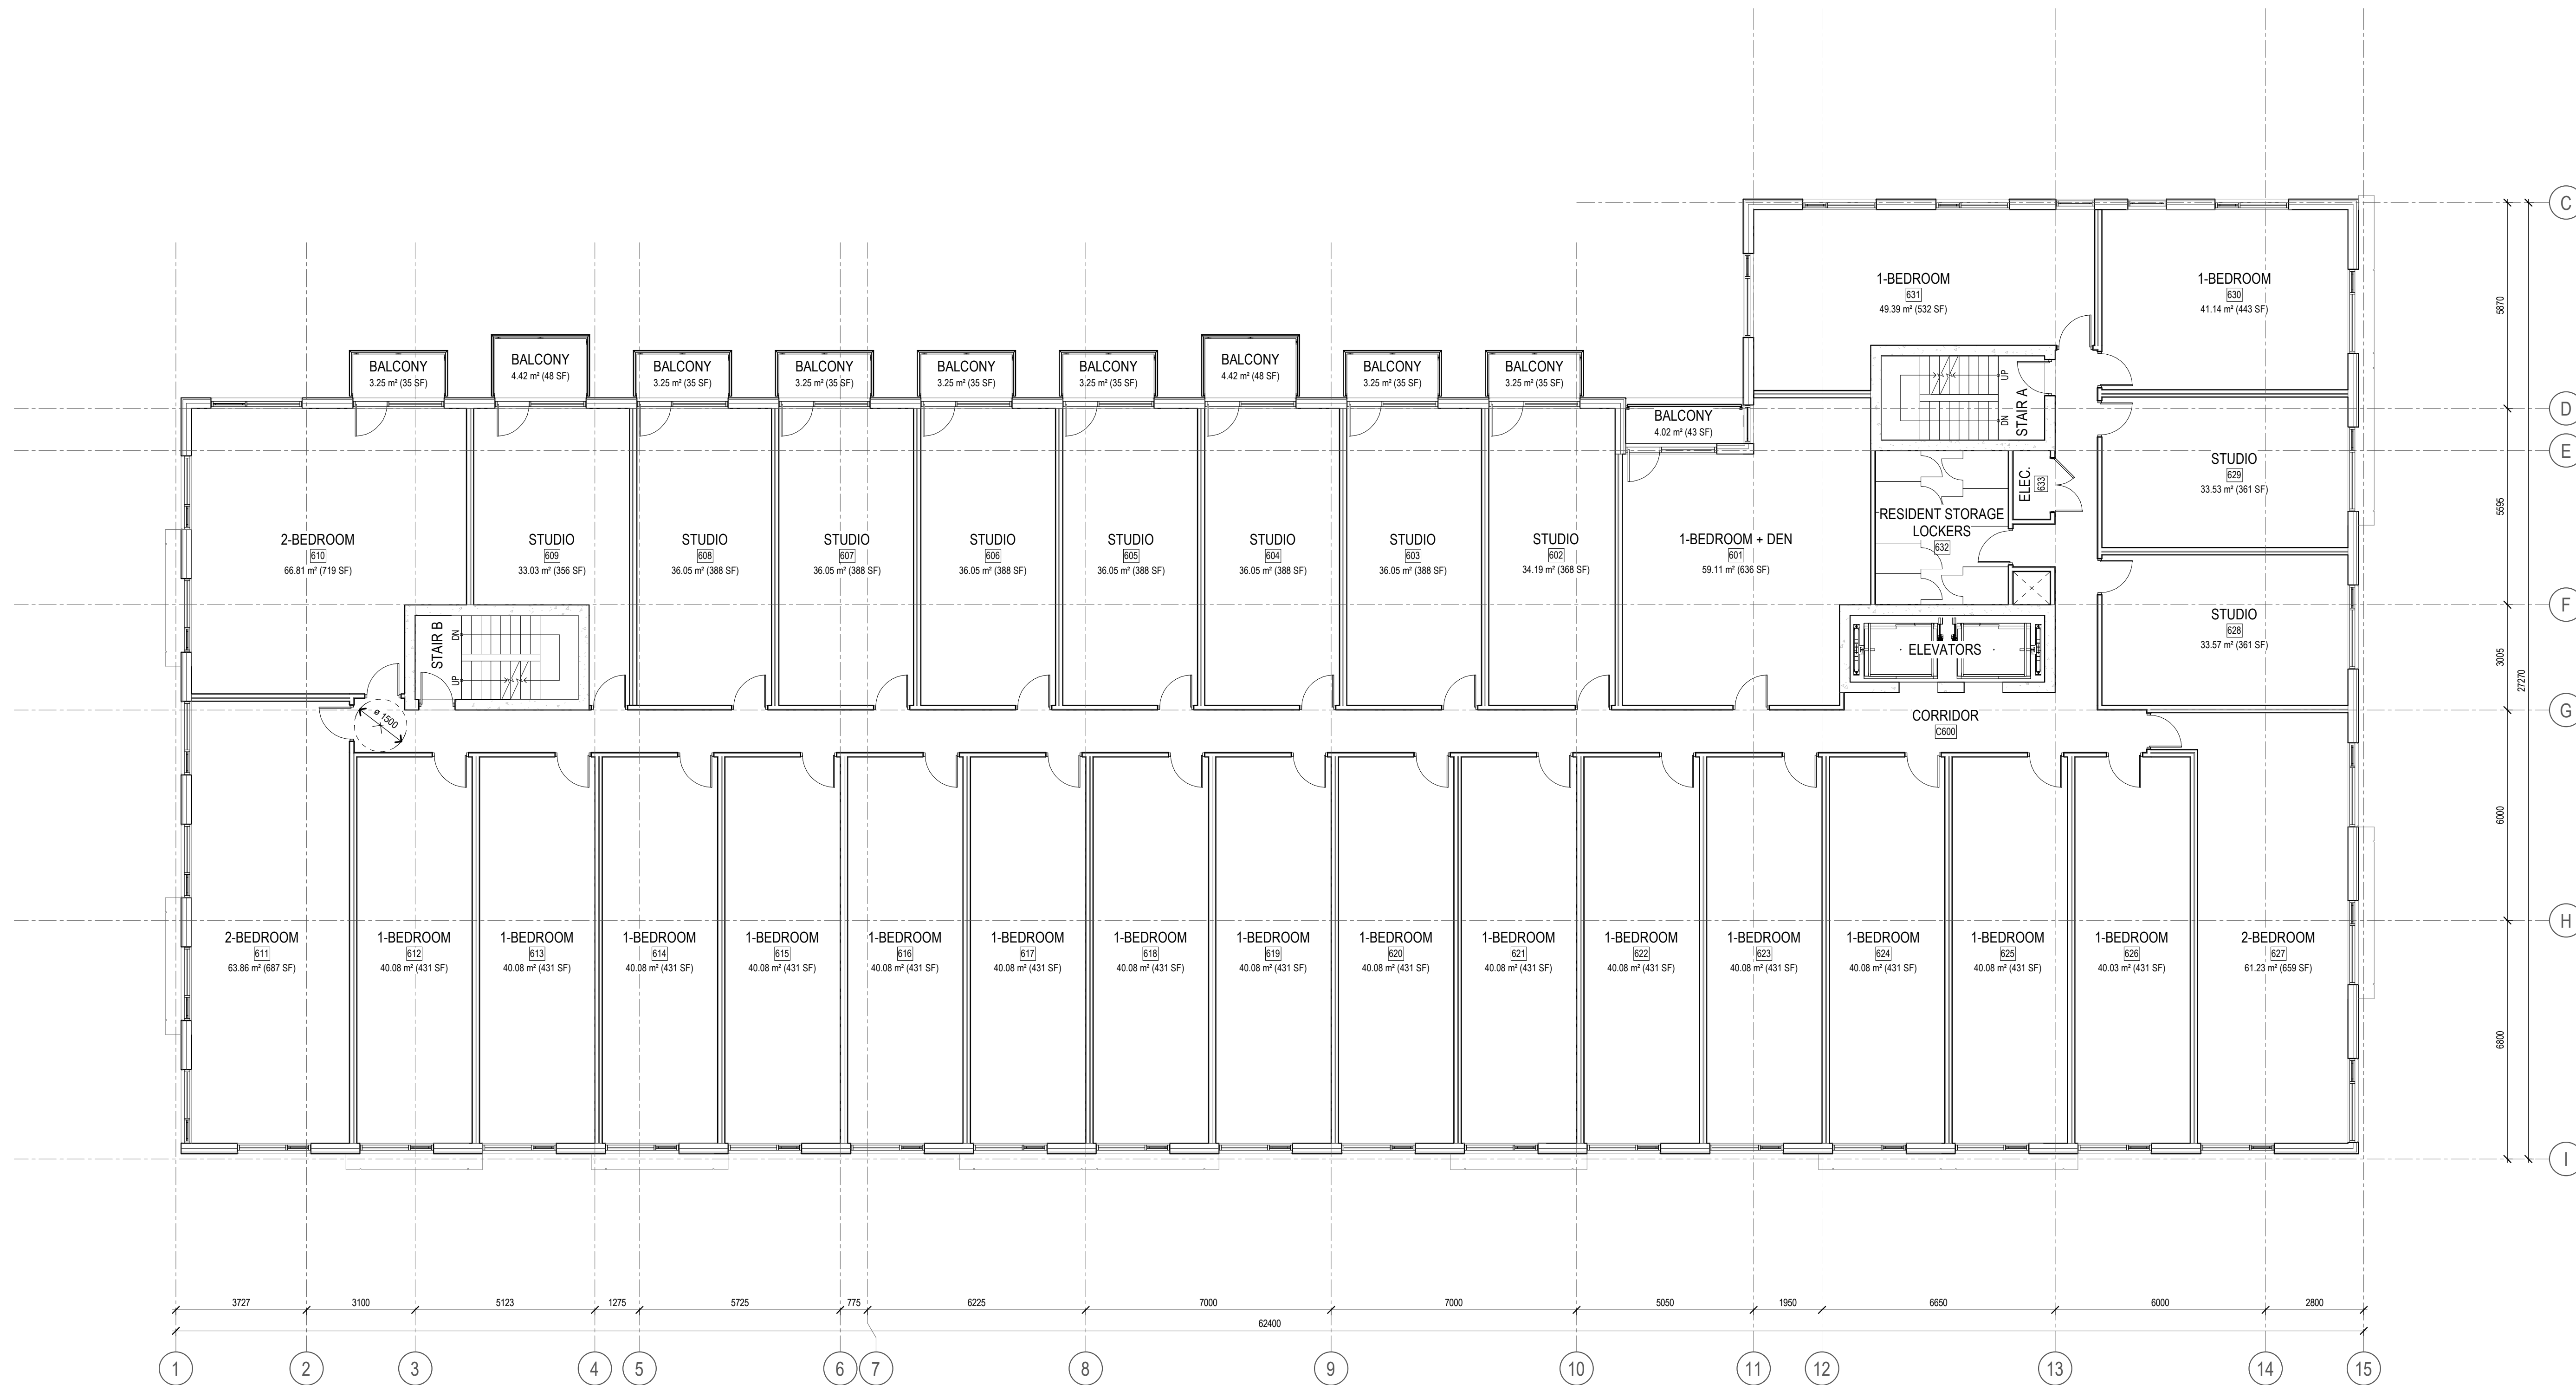 C
1-BEDROOM
631
49.39 m² (532 SF)
1-BEDROOM
630
41.14 m² (443 SF)
5870
BALCONY
3.25 m² (35 SF)
BALCONY
4.42 m² (48 SF)
BALCONY
3.25 m² (35 SF)
BALCONY
3.25 m² (35 SF)
BALCONY
3.25 m² (35 SF)
BALCONY
3.25 m² (35 SF)
BALCONY
4.42 m² (48 SF)
BALCONY
3.25 m² (35 SF)
BALCONY
3.25 m² (35 SF)
BALCONY
4.02 m² (43 SF)
UP
DN
STAIR A
D
E
STUDIO
629
33.53 m² (361 SF)
ELEC.
633
RESIDENT STORAGE
LOCKERS
632
5595
2-BEDROOM
610
66.81 m² (719 SF)
STUDIO
609
33.03 m² (356 SF)
STUDIO
608
36.05 m² (388 SF)
STUDIO
607
36.05 m² (388 SF)
STUDIO
606
36.05 m² (388 SF)
STUDIO
605
36.05 m² (388 SF)
STUDIO
604
36.05 m² (388 SF)
STUDIO
603
36.05 m² (388 SF)
STUDIO
602
34.19 m² (368 SF)
1-BEDROOM + DEN
601
59.11 m² (636 SF)
F
STAIR B
DN
UP
STUDIO
628
33.57 m² (361 SF)
ELEVATORS
3005
27270
ø 1500
CORRIDOR
C600
G
6000
H
2-BEDROOM
611
63.86 m² (687 SF)
1-BEDROOM
612
40.08 m² (431 SF)
1-BEDROOM
613
40.08 m² (431 SF)
1-BEDROOM
614
40.08 m² (431 SF)
1-BEDROOM
615
40.08 m² (431 SF)
1-BEDROOM
616
40.08 m² (431 SF)
1-BEDROOM
617
40.08 m² (431 SF)
1-BEDROOM
618
40.08 m² (431 SF)
1-BEDROOM
619
40.08 m² (431 SF)
1-BEDROOM
620
40.08 m² (431 SF)
1-BEDROOM
621
40.08 m² (431 SF)
1-BEDROOM
622
40.08 m² (431 SF)
1-BEDROOM
623
40.08 m² (431 SF)
1-BEDROOM
624
40.08 m² (431 SF)
1-BEDROOM
625
40.08 m² (431 SF)
1-BEDROOM
626
40.03 m² (431 SF)
2-BEDROOM
627
61.23 m² (659 SF)
6800
I
3727 3100 5123 1275 5725 775 6225 7000 7000 5050 1950 6650 6000 2800
62400
1 2 3 4 5 6 7 8 9 10 11 12 13 14 15